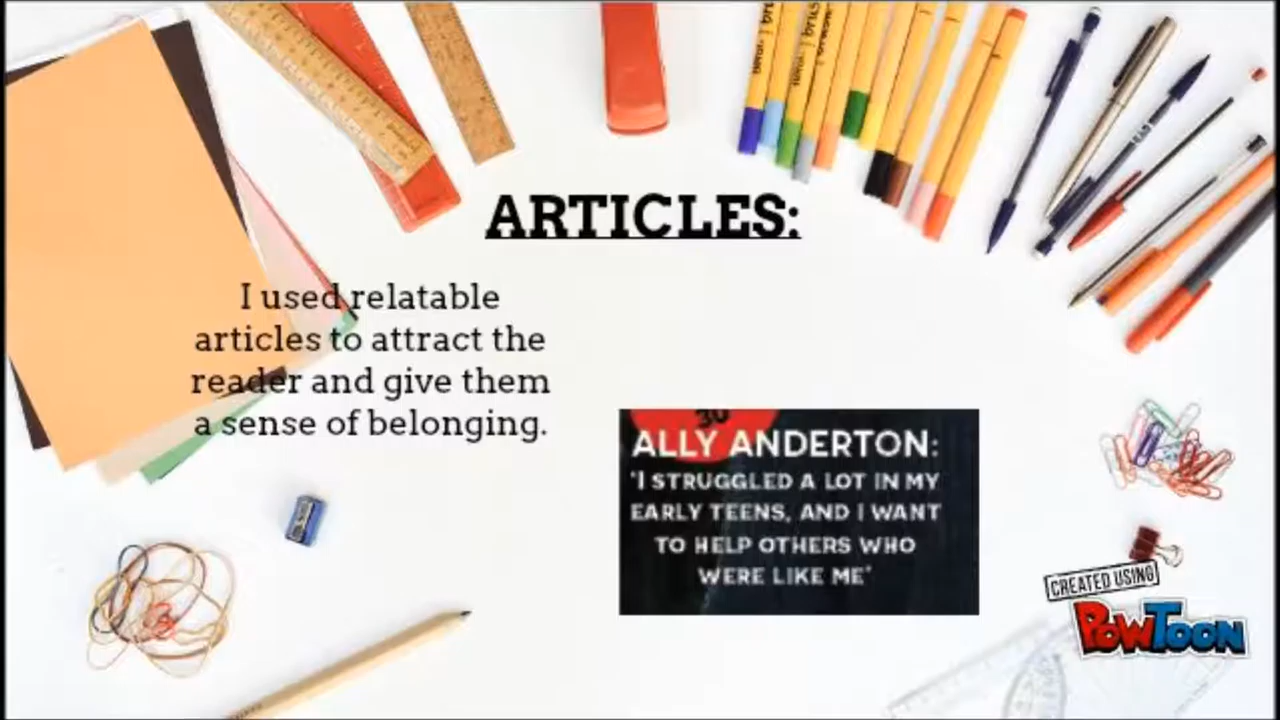 ARTICLES:
I used relatable
articles to attract the
reader and give them
a sense of belonging.
30
ALLY ANDERTON:
'I STRUGGLED A LOT IN MY
EARLY TEENS, AND I WANT
TO HELP OTHERS WHO
WERE LIKE ME'
CREATED USING
POWTOON